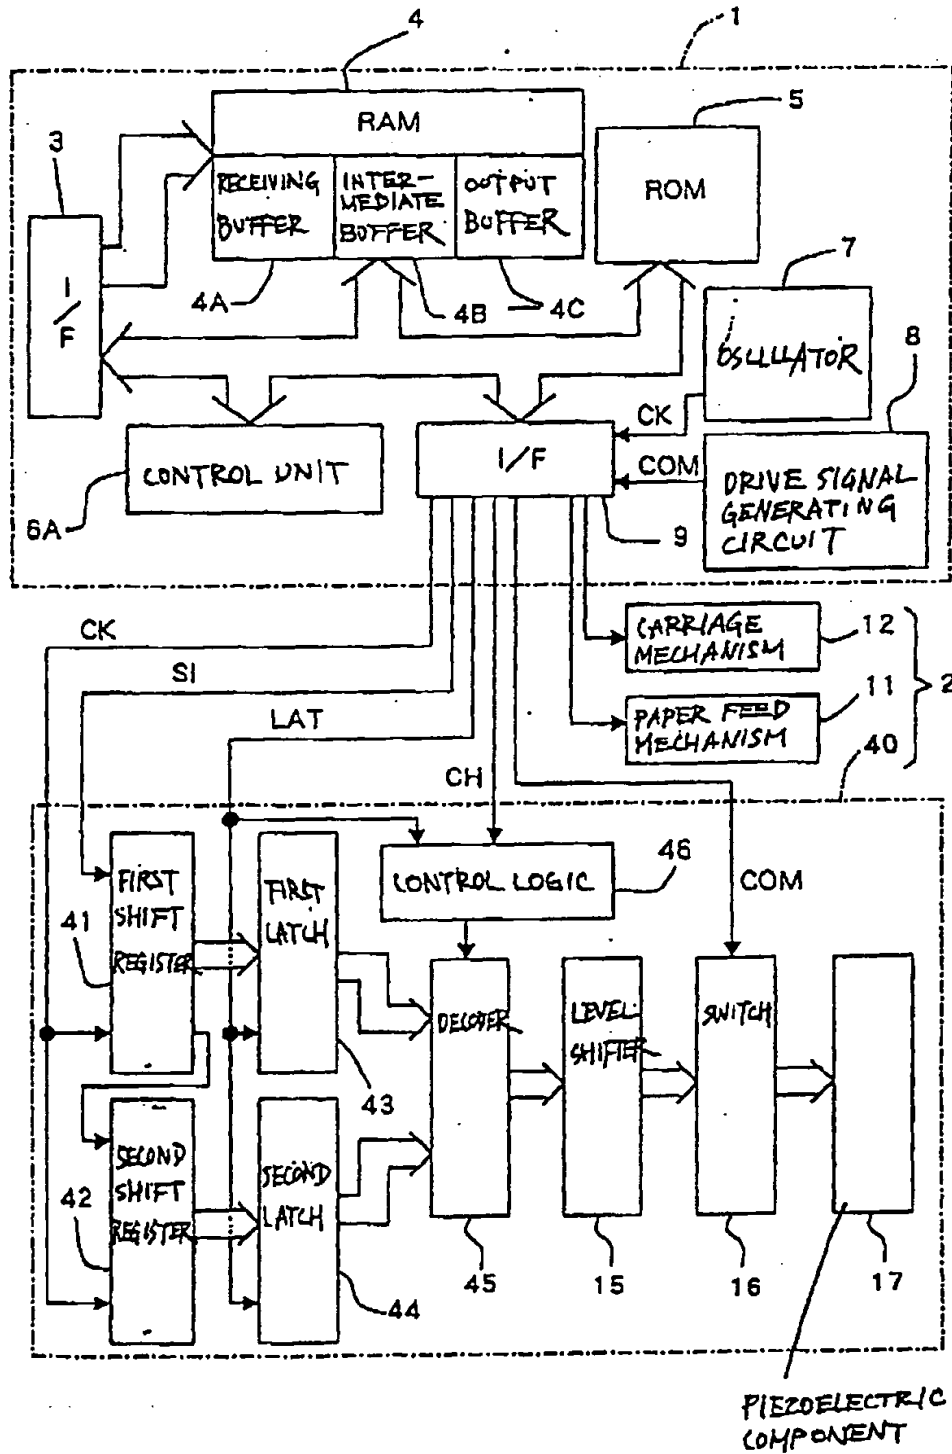 4
1
RAM
5
3
RECEIVING
BUFFER
INTER-
MEDIATE
BUFFER
OUTPUT
BUFFER
ROM
7
4A
4B
4C
I/F
OSCILLATOR
8
CK
I/F
COM
CONTROL UNIT
DRIVE SIGNAL
GENERATING
CIRCUIT
6A
9
CK
CARRIAGE
MECHANISM
12
SI
2
11
LAT
PAPER FEED
MECHANISM
40
CH
46
CONTROL LOGIC
COM
FIRST
SHIFT
REGISTER
FIRST
LATCH
41
DECODER
LEVEL
SHIFTER
SWITCH
43
SECOND
SHIFT
REGISTER
SECOND
LATCH
42
45
15
16
17
44
PIEZOELECTRIC
COMPONENT